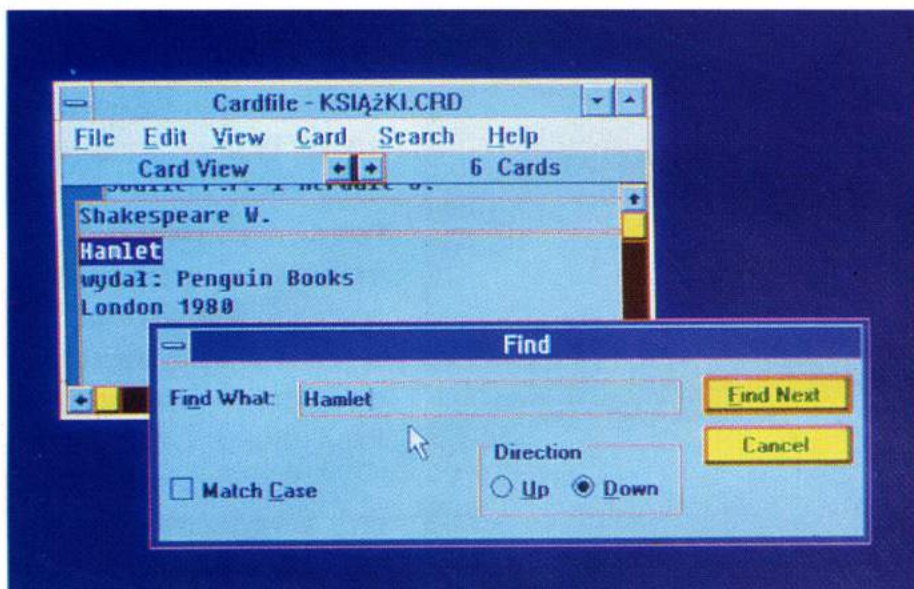 Cardfile - KSIĄżKI.CRD
File Edit View Card Search Help
Card View 6 Cards
Shakespeare W.
Hamlet
wydał: Penguin Books
London 1980
Find
Find What: Hamlet
Find Next
Cancel
Direction
Match Case
Up Down